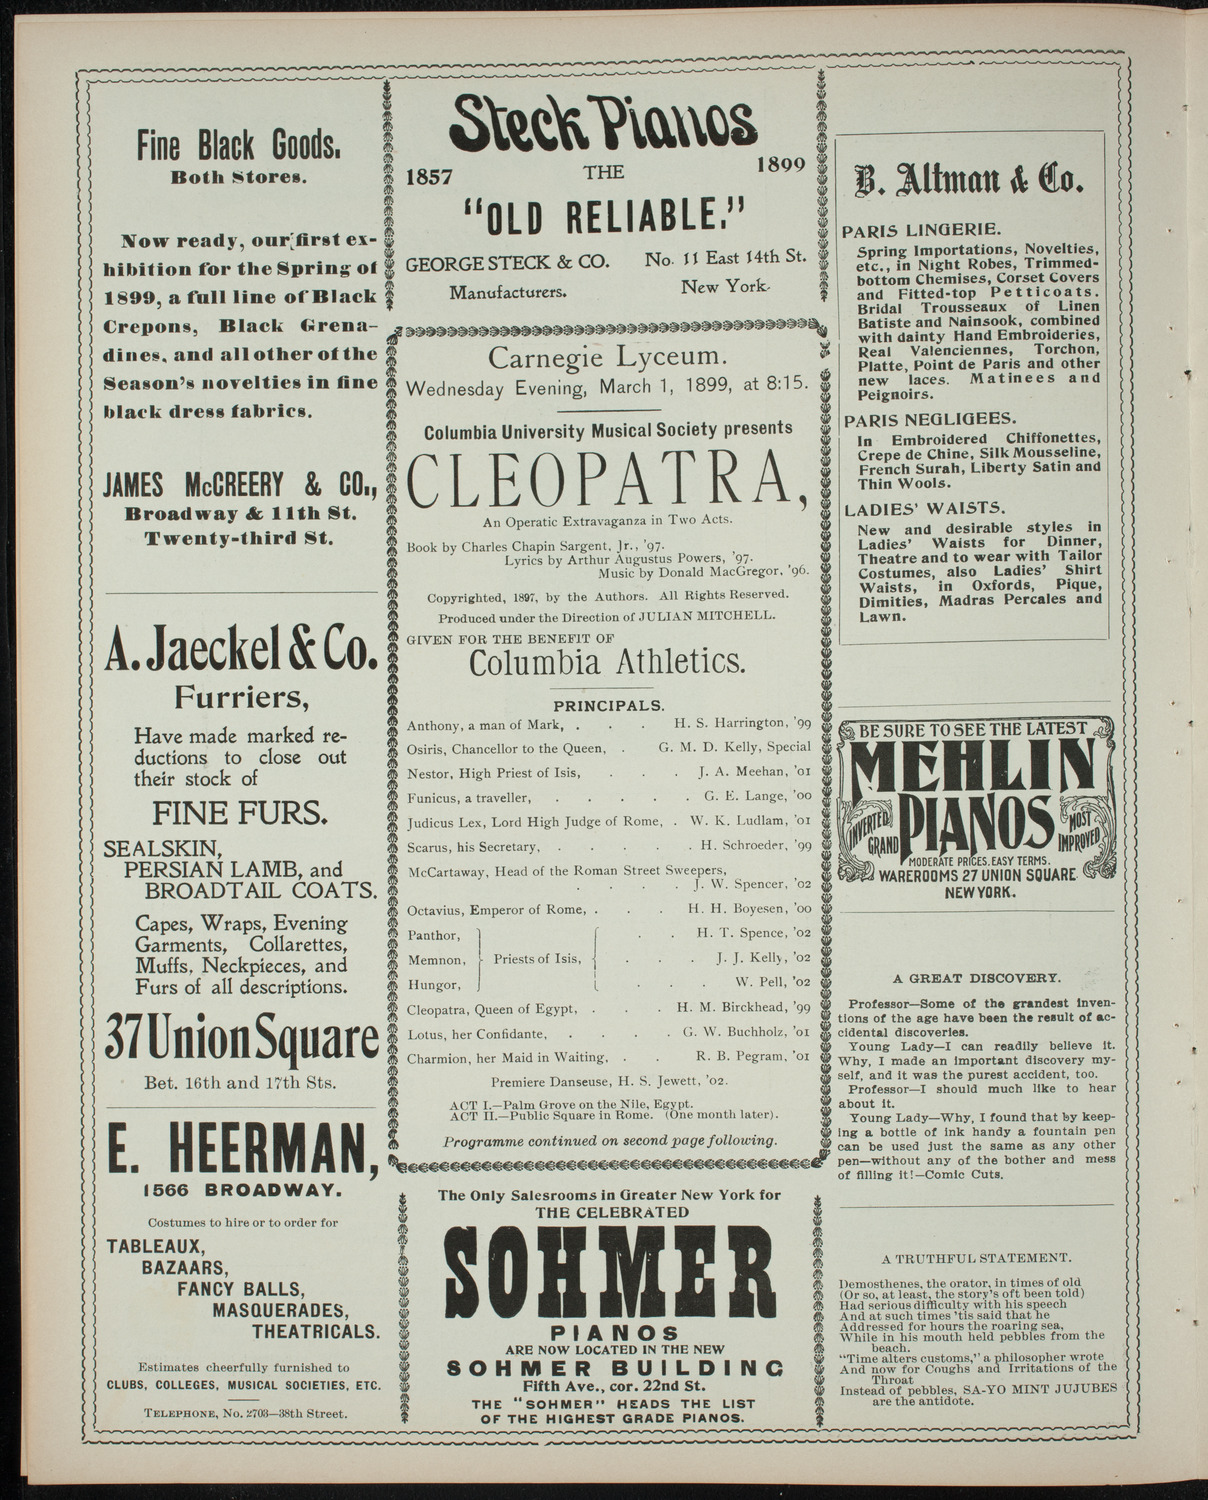 Fine Black Goods.
Both Stores.
Now ready, our first ex-
hibition for the Spring of
1899, a full line of Black
Crepons, Black Grena-
dines, and all other of the
Season's novelties in fine
black dress fabrics.
JAMES McCREERY & CO.,
Broadway & 11th St.
Twenty-third St.
A. Jaeckel & Co.
Furriers,
Have made marked re-
ductions to close out
their stock of
FINE FURS.
SEALSKIN,
PERSIAN LAMB, and
BROADTAIL COATS.
Capes, Wraps, Evening
Garments, Collarettes,
Muffs, Neckpieces, and
Furs of all descriptions.
37 Union Square
Bet. 16th and 17th Sts.
E. HEERMAN,
1566 BROADWAY.
Costumes to hire or to order for
TABLEAUX,
BAZAARS,
FANCY BALLS,
MASQUERADES,
THEATRICALS.
Estimates cheerfully furnished to
CLUBS, COLLEGES, MUSICAL SOCIETIES, ETC.
TELEPHONE, No. 2703—38th Street.
Steck Pianos
1857 THE 1899
"OLD RELIABLE."
GEORGE STECK & CO. No. 11 East 14th St.
Manufacturers. New York.
Carnegie Lyceum.
Wednesday Evening, March 1, 1899, at 8:15.
Columbia University Musical Society presents
CLEOPATRA,
An Operatic Extravaganza in Two Acts.
Book by Charles Chapin Sargent, Jr., '97.
Lyrics by Arthur Augustus Powers, '97.
Music by Donald MacGregor, '96.
Copyrighted, 1897, by the Authors. All Rights Reserved.
Produced under the Direction of JULIAN MITCHELL.
GIVEN FOR THE BENEFIT OF
Columbia Athletics.
PRINCIPALS.
Anthony, a man of Mark, . . . H. S. Harrington, '99
Osiris, Chancellor to the Queen, . G. M. D. Kelly, Special
Nestor, High Priest of Isis, . . . J. A. Meehan, '01
Funicus, a traveller, . . . . . G. E. Lange, '00
Judicus Lex, Lord High Judge of Rome, . W. K. Ludlam, '01
Scarus, his Secretary, . . . . . H. Schroeder, '99
McCartaway, Head of the Roman Street Sweepers,
. . . . J. W. Spencer, '02
Octavius, Emperor of Rome, . . . H. H. Boyesen, '00
Panthor, . . H. T. Spence, '02
Memnon, Priests of Isis, . . . J. J. Kelly, '02
Hungor, . . . W. Pell, '02
Cleopatra, Queen of Egypt, . . . H. M. Birckhead, '99
Lotus, her Confidante, . . . . G. W. Buchholz, '01
Charmion, her Maid in Waiting, . . R. B. Pegram, '01
Premiere Danseuse, H. S. Jewett, '02.
ACT I.—Palm Grove on the Nile, Egypt.
ACT II.—Public Square in Rome. (One month later).
Programme continued on second page following.
The Only Salesrooms in Greater New York for
THE CELEBRATED
SOHMER
PIANOS
ARE NOW LOCATED IN THE NEW
SOHMER BUILDING
Fifth Ave., cor. 22nd St.
THE "SOHMER" HEADS THE LIST
OF THE HIGHEST GRADE PIANOS.
B. Altman & Co.
PARIS LINGERIE.
Spring Importations, Novelties,
etc., in Night Robes, Trimmed-
bottom Chemises, Corset Covers
and Fitted-top Petticoats.
Bridal Trousseaux of Linen
Batiste and Nainsook, combined
with dainty Hand Embroideries,
Real Valenciennes, Torchon,
Platte, Point de Paris and other
new laces. Matinees and
Peignoirs.
PARIS NEGLIGEES.
In Embroidered Chiffonettes,
Crepe de Chine, Silk Mousseline,
French Surah, Liberty Satin and
Thin Wools.
LADIES' WAISTS.
New and desirable styles in
Ladies' Waists for Dinner,
Theatre and to wear with Tailor
Costumes, also Ladies' Shirt
Waists, in Oxfords, Pique,
Dimities, Madras Percales and
Lawn.
BE SURE TO SEE THE LATEST
MEHLIN
INVERTED GRAND PIANOS MOST IMPROVED
MODERATE PRICES. EASY TERMS.
WAREROOMS 27 UNION SQUARE
NEW YORK.
A GREAT DISCOVERY.
Professor—Some of the grandest inven-
tions of the age have been the result of ac-
cidental discoveries.
Young Lady—I can readily believe it.
Why, I made an important discovery my-
self, and it was the purest accident, too.
Professor—I should much like to hear
about it.
Young Lady—Why, I found that by keep-
ing a bottle of ink handy a fountain pen
can be used just the same as any other
pen—without any of the bother and mess
of filling it!—Comic Cuts.
A TRUTHFUL STATEMENT.
Demosthenes, the orator, in times of old
(Or so, at least, the story's oft been told)
Had serious difficulty with his speech
And at such times 'tis said that he
Addressed for hours the roaring sea,
While in his mouth held pebbles from the
beach.
"Time alters customs," a philosopher wrote
And now for Coughs and Irritations of the
Throat
Instead of pebbles, SA-YO MINT JUJUBES
are the antidote.